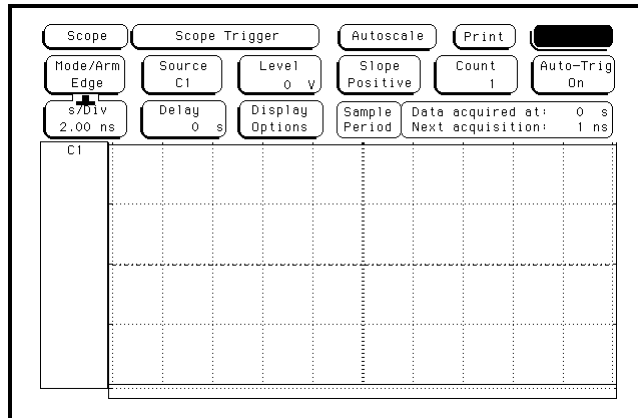 Scope Scope Trigger Autoscale Print
Mode/Arm Source Level Slope Count Auto-Trig
Edge C1 0 V Positive 1 On
s/Div Delay Display Sample Data acquired at: 0 s
2.00 ns 0 s Options Period Next acquisition: 1 ns
C1